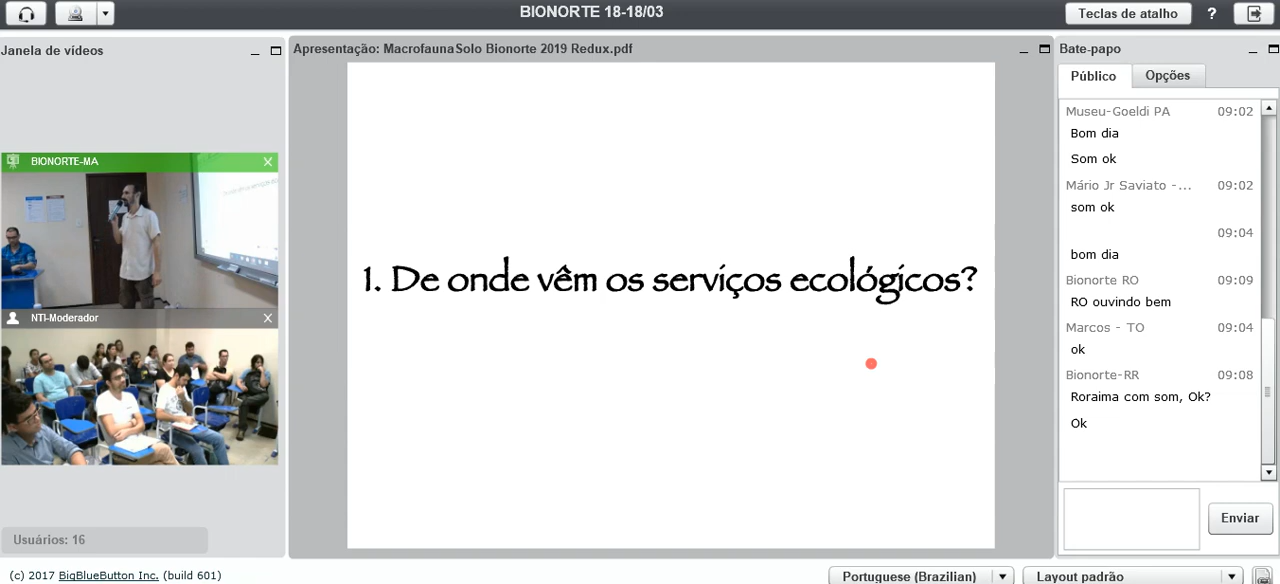 BIONORTE 18-18/03
Teclas de atalho
?
Janela de vídeos
BIONORTE-MA
NTI-Moderador
Usuários: 16
Apresentação: MacrofaunaSolo Bionorte 2019 Redux.pdf
1. De onde vêm os serviços ecológicos?
Bate-papo
Público
Opções
Museu-Goeldi PA 09:02
Bom dia
Som ok
Mário Jr Saviato -... 09:02
som ok
09:04
bom dia
Bionorte RO 09:09
RO ouvindo bem
Marcos - TO 09:04
ok
Bionorte-RR 09:08
Roraima com som, Ok?
Ok
Enviar
(c) 2017 BigBlueButton Inc. (build 601)
Portuguese (Brazilian)
Layout padrão